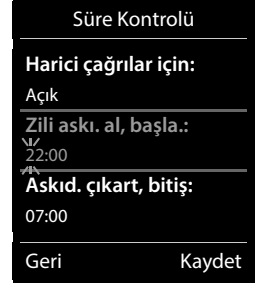 Süre Kontrolü
Harici çağrılar için:
Açık
Zili askı. al, başla.:
22:00
Askıd. çıkart, bitiş:
07:00
Geri Kaydet